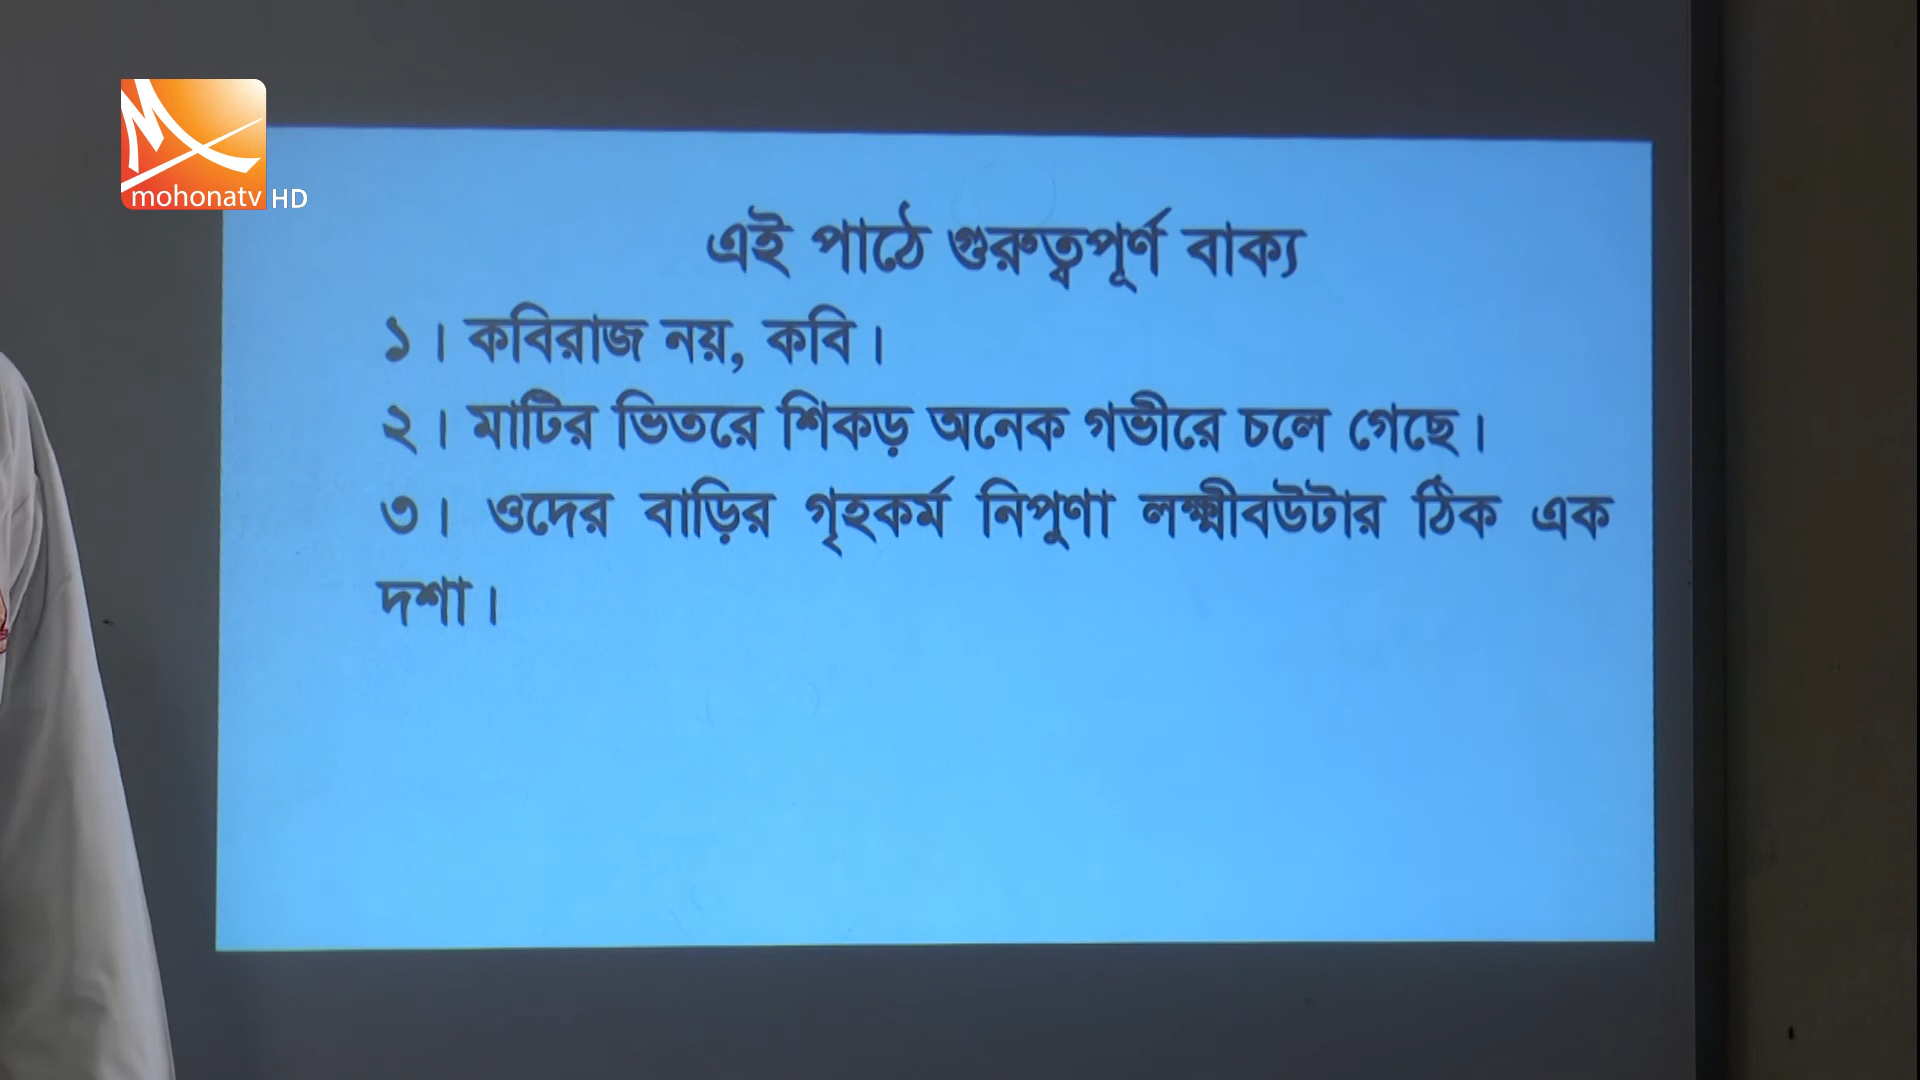 mohonatv HD
এই পাঠে গুরুত্বপূর্ণ বাক্য
১। কবিরাজ নয়, কবি।
২। মাটির ভিতরে শিকড় অনেক গভীরে চলে গেছে।
৩। ওদের বাড়ির গৃহকর্ম নিপুণা লক্ষ্মীবউটার ঠিক এক
দশা।